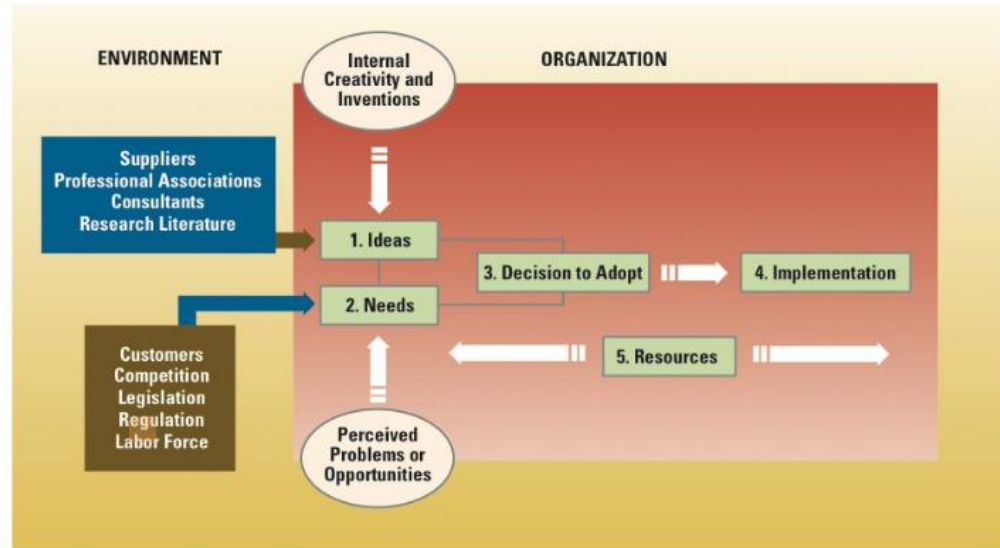 ENVIRONMENT
ORGANIZATION
Internal
Creativity and
Inventions
Suppliers
Professional Associations
Consultants
Research Literature
1. Ideas
3. Decision to Adopt
4. Implementation
2. Needs
Customers
Competition
Legislation
Regulation
Labor Force
5. Resources
Perceived
Problems or
Opportunities